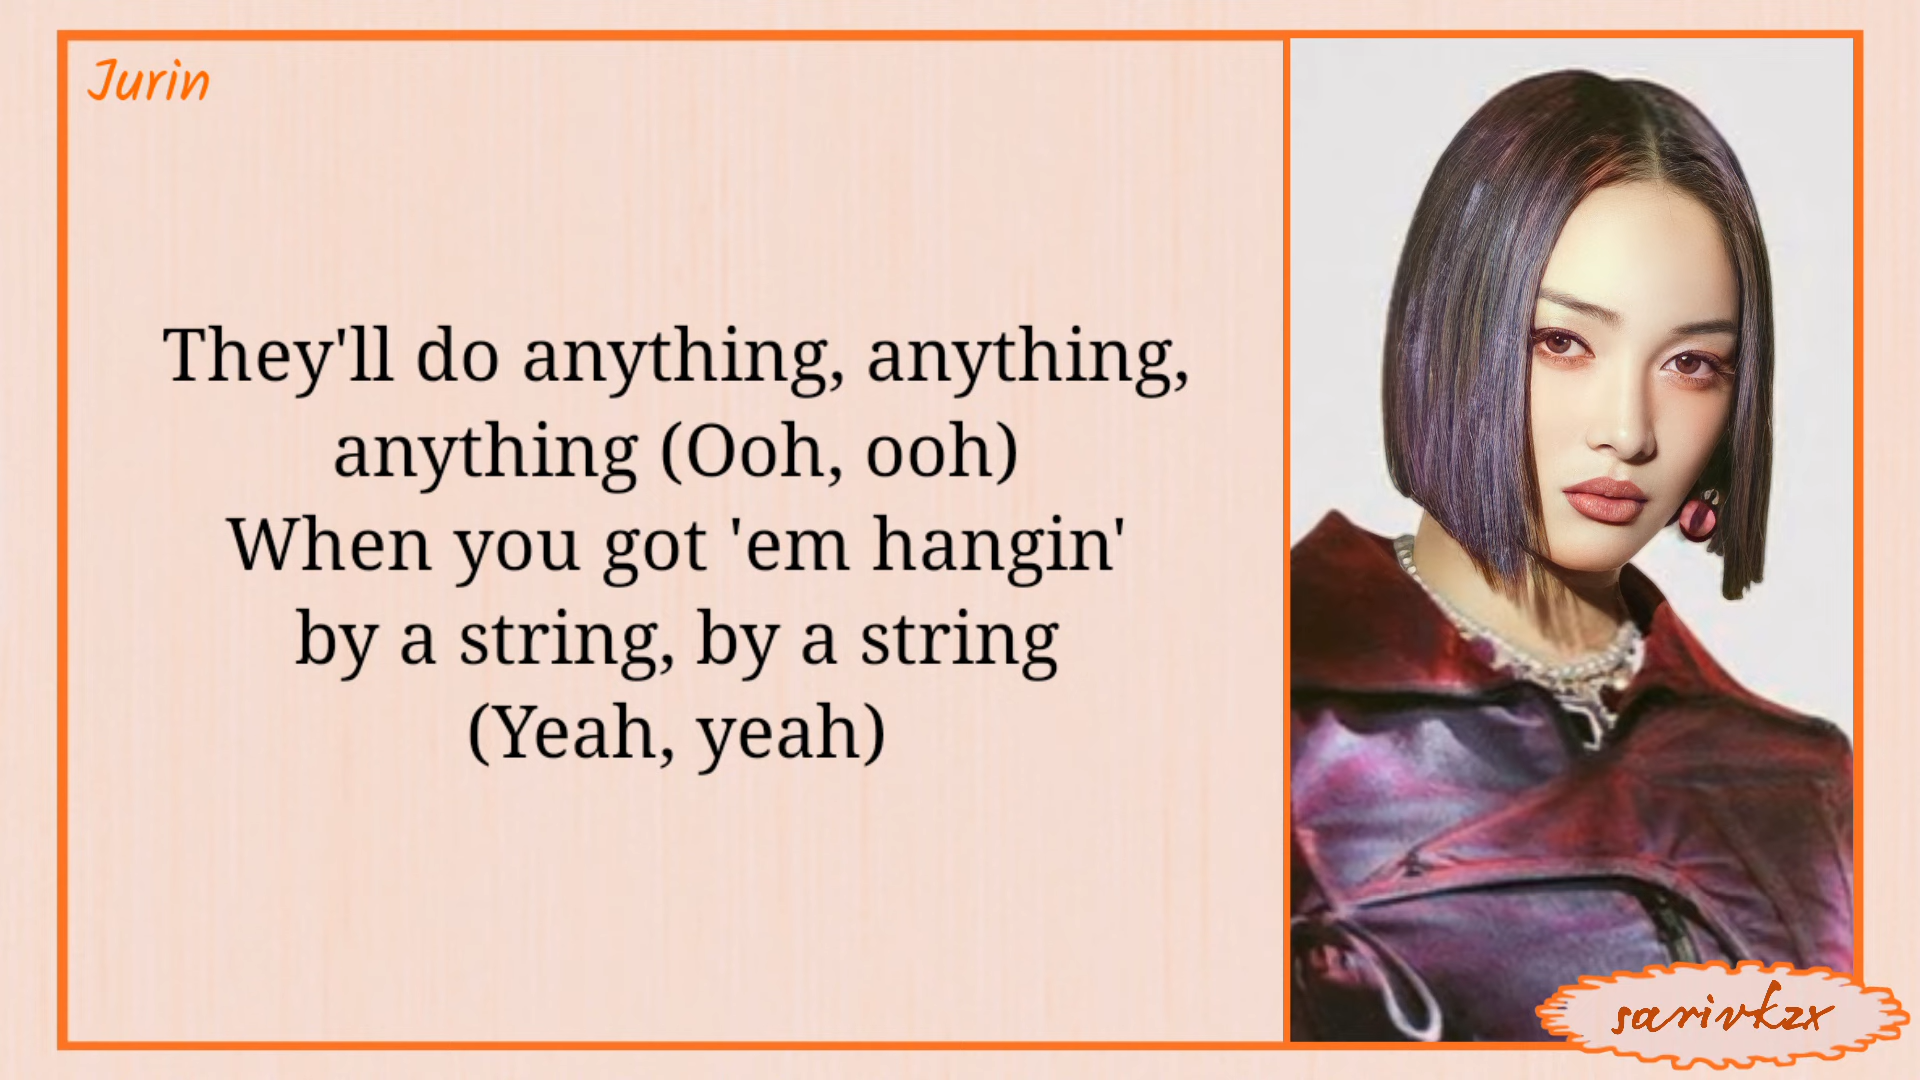 Jurin
They'll do anything, anything,
anything (Ooh, ooh)
When you got 'em hangin'
by a string, by a string
(Yeah, yeah)
sarivkzx